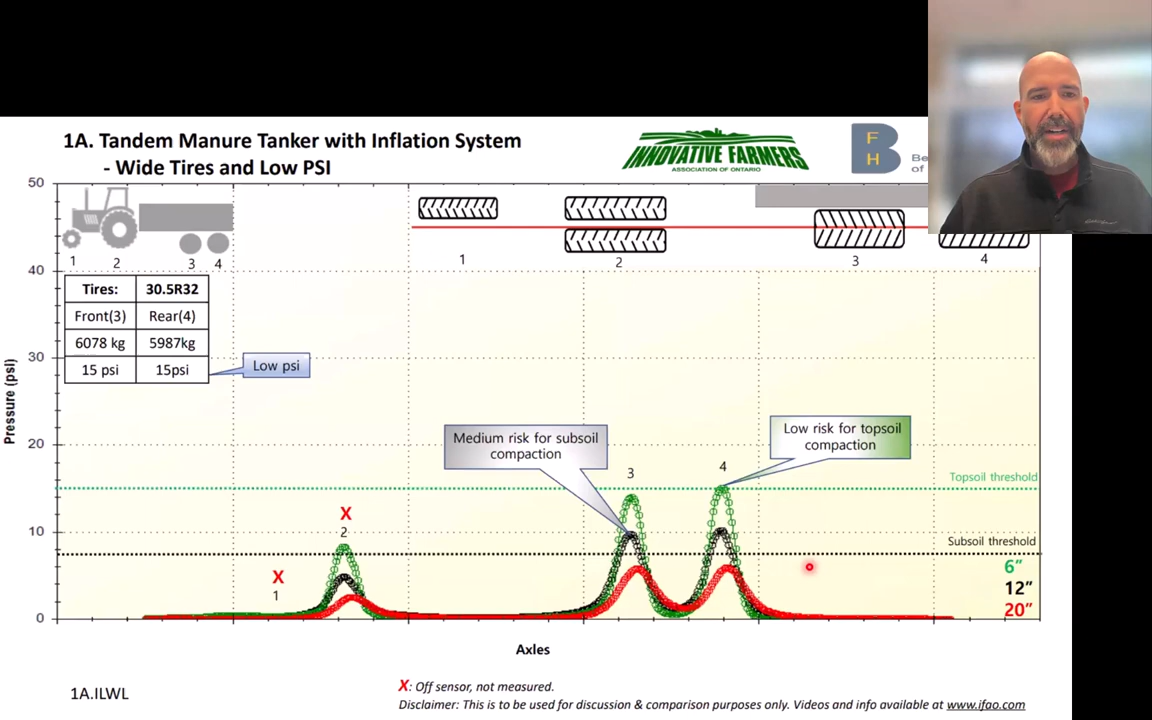 1A. Tandem Manure Tanker with Inflation System
- Wide Tires and Low PSI
INNOVATIVE FARMERS
ASSOCIATION OF ONTARIO
B F H
Be
of
50
40
30
20
10
0
Pressure (psi)
1 2 3 4
1 2 3 4
Tires: 30.5R32
Front(3) Rear(4)
6078 kg 5987kg
15 psi 15psi
Low psi
Medium risk for subsoil
compaction
Low risk for topsoil
compaction
3
4
Topsoil threshold
X
2
Subsoil threshold
X
1
6”
12”
20”
Axles
1A.ILWL
X: Off sensor, not measured.
Disclaimer: This is to be used for discussion & comparison purposes only. Videos and info available at www.ifao.com